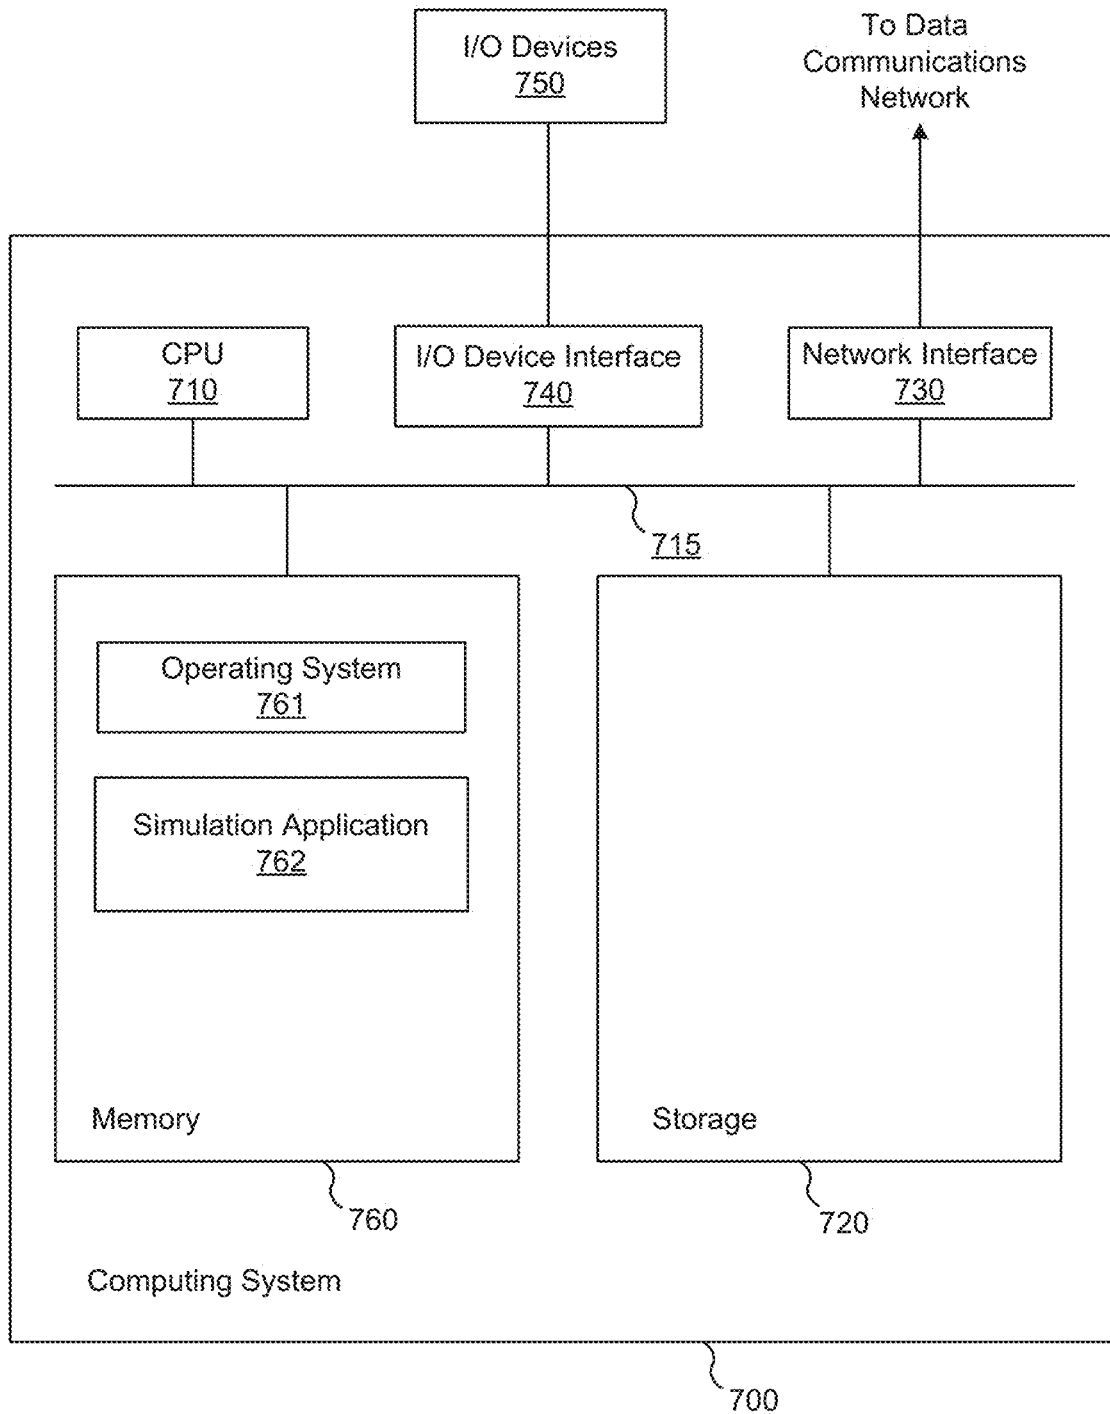 I/O Devices
750
To Data
Communications
Network
CPU
710
I/O Device Interface
740
Network Interface
730
715
Operating System
761
Simulation Application
762
Memory
Storage
760
720
Computing System
700